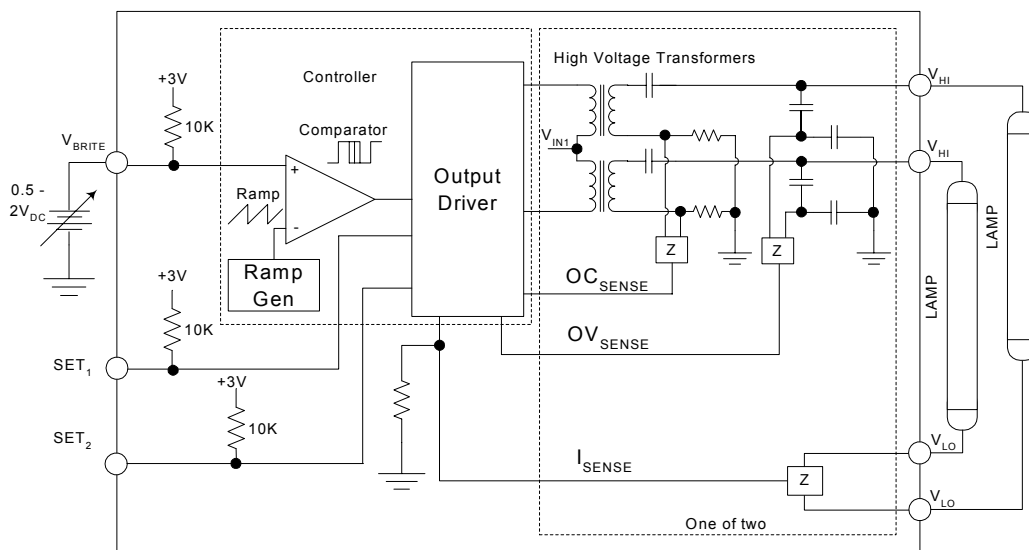 Controller
High Voltage Transformers
+3V
10K
V_BRITE
0.5 -
2V_DC
Comparator
+
-
Ramp
Ramp
Gen
Output
Driver
V_IN1
V_HI
V_HI
Z
Z
OC_SENSE
OV_SENSE
LAMP
LAMP
+3V
10K
SET_1
+3V
10K
SET_2
I_SENSE
Z
V_LO
V_LO
One of two